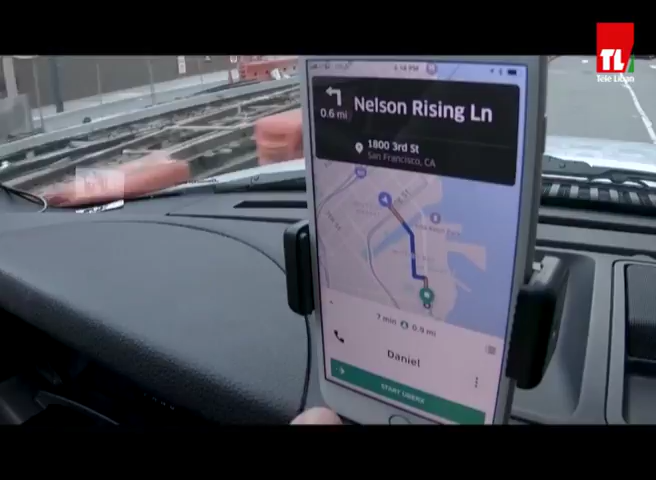 TL
Télé Liban
0.6 mi
Nelson Rising Ln
1800 3rd St
San Francisco, CA
7 min 0.9 mi
Daniel
START UBERX